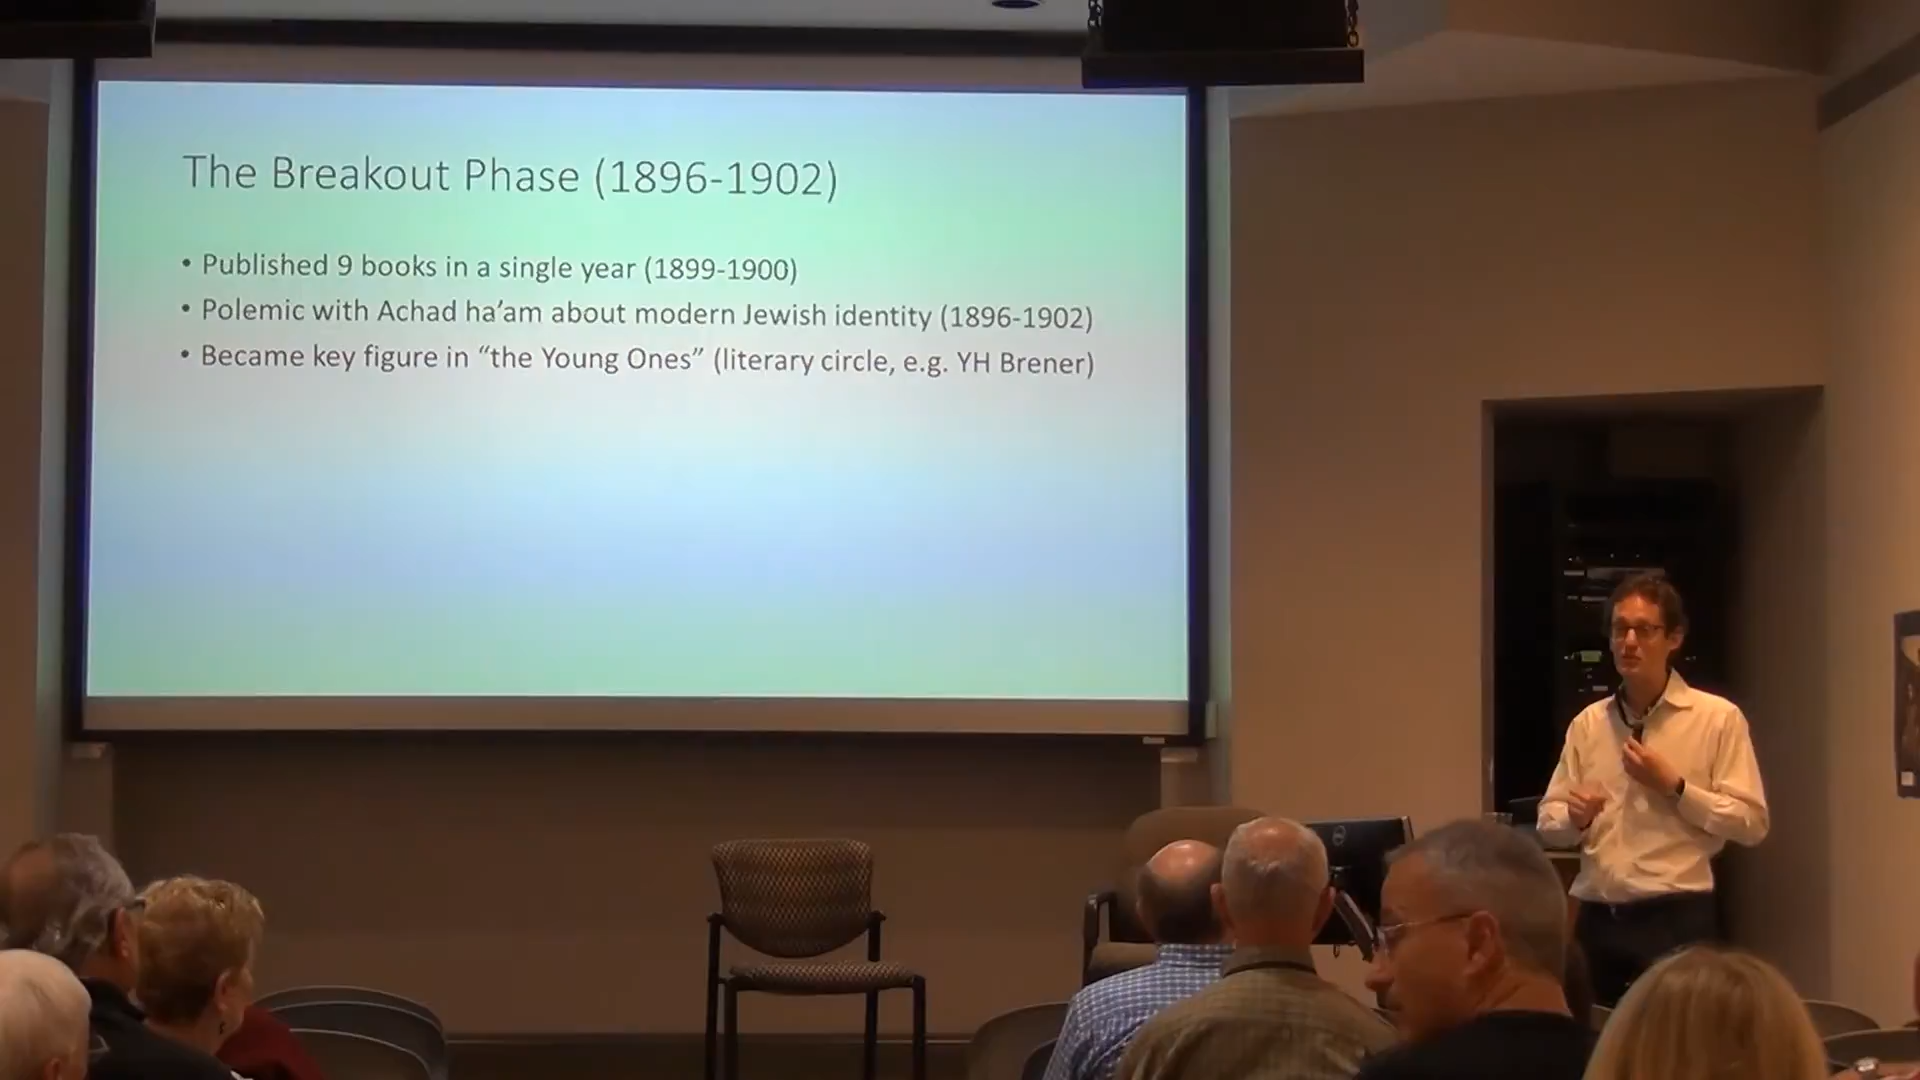 The Breakout Phase (1896-1902)
• Published 9 books in a single year (1899-1900)
• Polemic with Achad ha’am about modern Jewish identity (1896-1902)
• Became key figure in “the Young Ones” (literary circle, e.g. YH Brener)